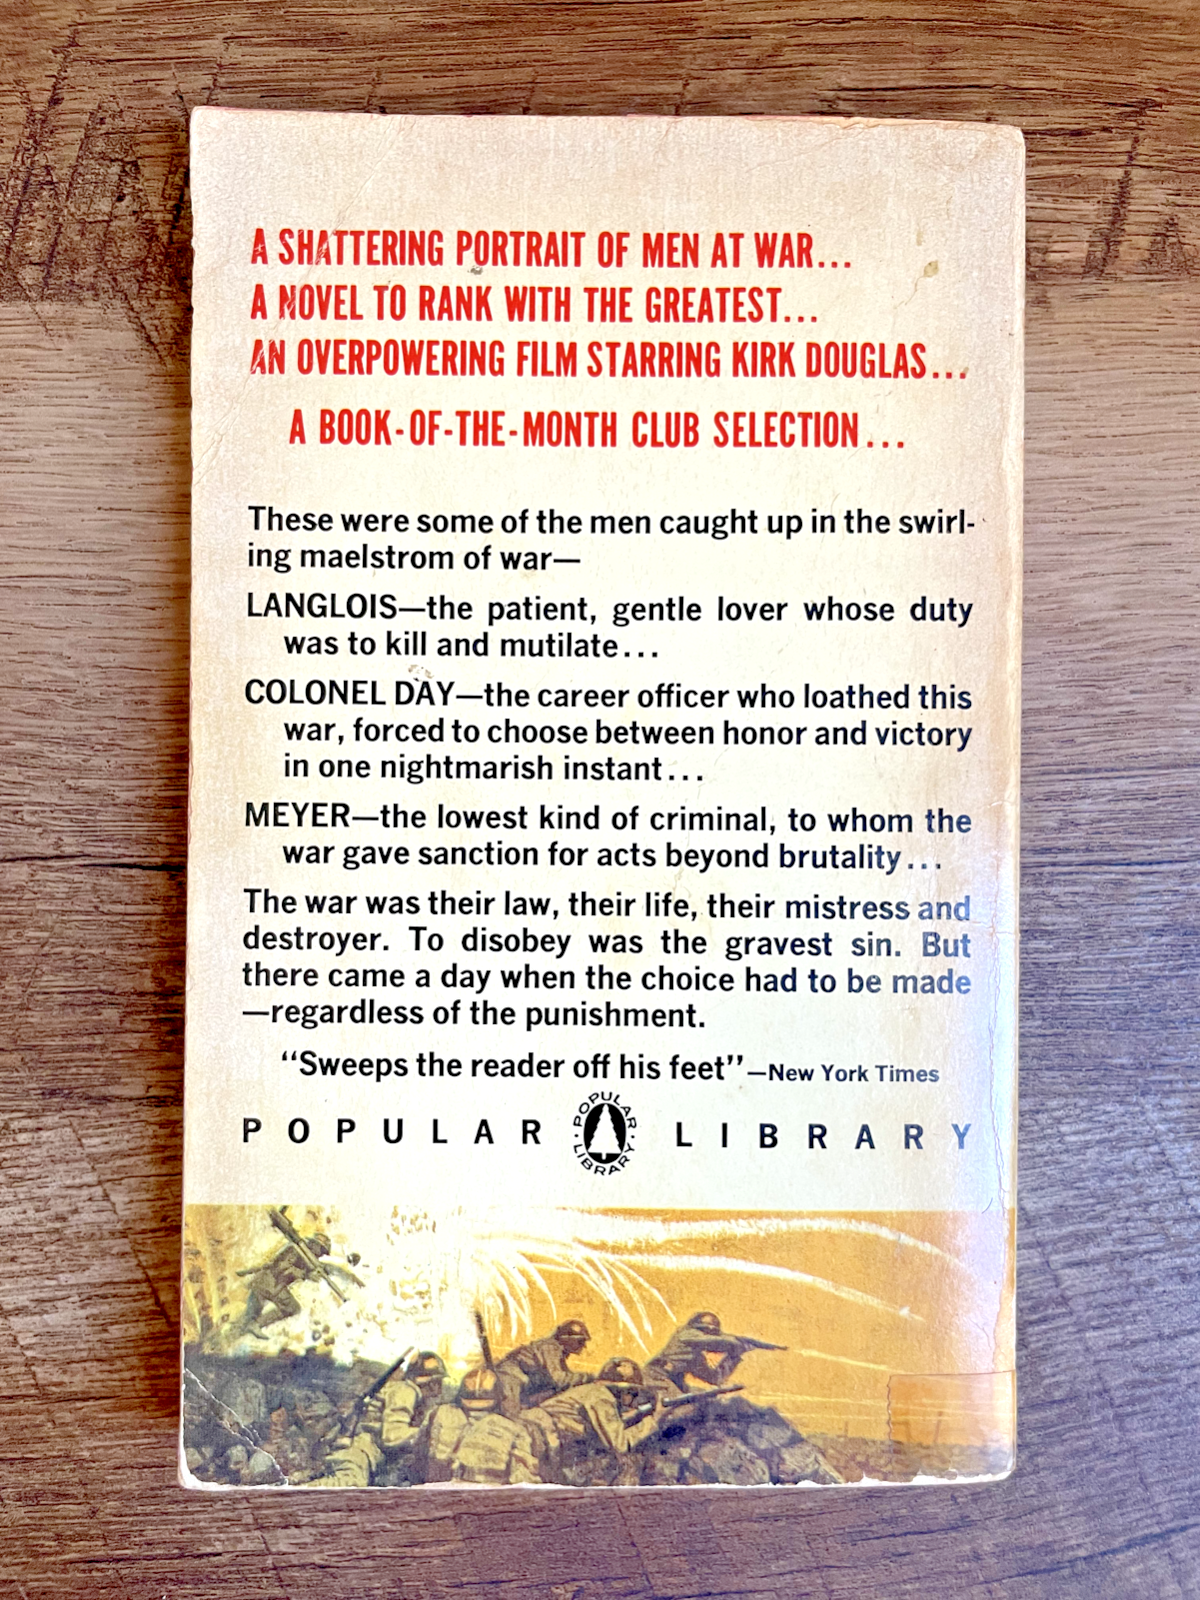 A SHATTERING PORTRAIT OF MEN AT WAR...
A NOVEL TO RANK WITH THE GREATEST...
AN OVERPOWERING FILM STARRING KIRK DOUGLAS...
A BOOK-OF-THE-MONTH CLUB SELECTION...
These were some of the men caught up in the swirl-
ing maelstrom of war—
LANGLOIS—the patient, gentle lover whose duty
was to kill and mutilate...
COLONEL DAY—the career officer who loathed this
war, forced to choose between honor and victory
in one nightmarish instant...
MEYER—the lowest kind of criminal, to whom the
war gave sanction for acts beyond brutality...
The war was their law, their life, their mistress and
destroyer. To disobey was the gravest sin. But
there came a day when the choice had to be made
—regardless of the punishment.
“Sweeps the reader off his feet”—New York Times
POPULAR LIBRARY
POPULAR LIBRARY